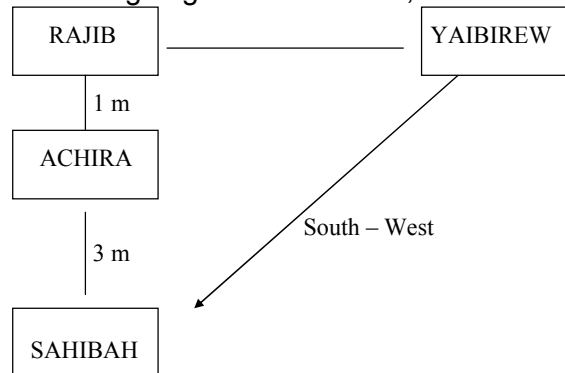 RAJIB
YAIBIREW
1 m
ACHIRA
South – West
3 m
SAHIBAH